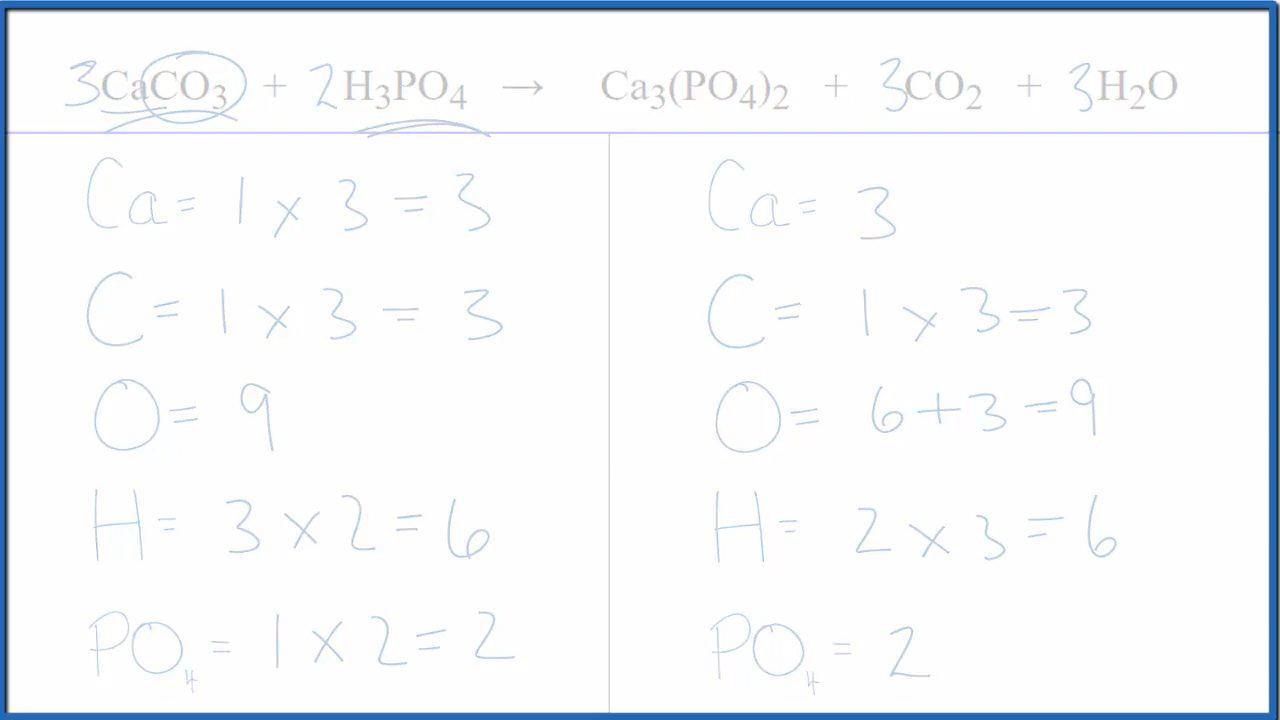 3CaCO3 + 2H3PO4 → Ca3(PO4)2 + 3CO2 + 3H2O
Ca = 1 x 3 = 3
C = 1 x 3 = 3
O = 9
H = 3 x 2 = 6
PO4 = 1 x 2 = 2
Ca = 3
C = 1 x 3 = 3
O = 6 + 3 = 9
H = 2 x 3 = 6
PO4 = 2